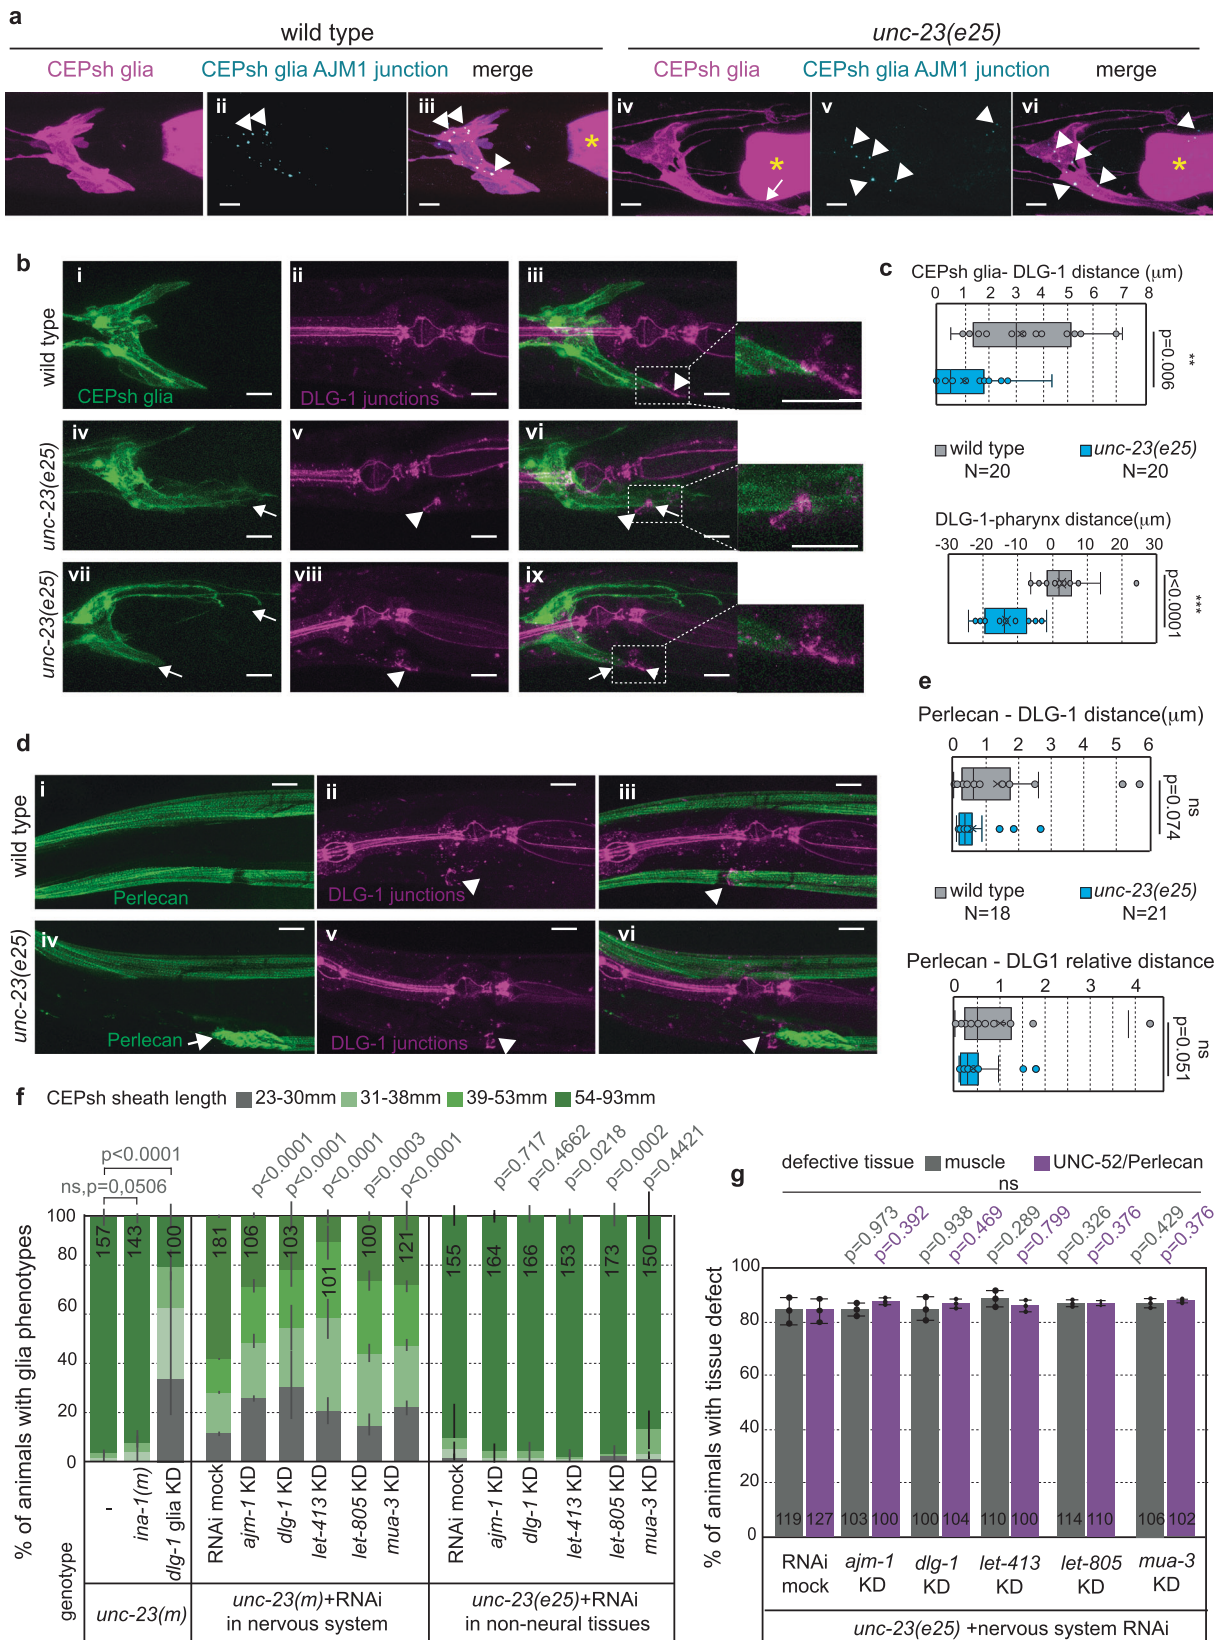 a
wild type
unc-23(e25)
CEPsh glia
CEPsh glia AJM1 junction
merge
CEPsh glia
CEPsh glia AJM1 junction
merge
ii
iii
iv
v
vi
*
*
*
b
wild type
unc-23(e25)
unc-23(e25)
i
ii
iii
CEPsh glia
DLG-1 junctions
iv
v
vi
vii
viii
ix
c
CEPsh glia- DLG-1 distance (µm)
0 1 2 3 4 5 6 7 8
p=0.006
**
wild type
N=20
unc-23(e25)
N=20
DLG-1-pharynx distance(µm)
-30 -20 -10 0 10 20 30
p<0.0001
***
d
wild type
unc-23(e25)
i
ii
iii
Perlecan
DLG-1 junctions
iv
v
vi
Perlecan
DLG-1 junctions
e
Perlecan - DLG-1 distance(µm)
0 1 2 3 4 5 6
ns
p=0.074
wild type
N=18
unc-23(e25)
N=21
Perlecan - DLG1 relative distance
0 1 2 3 4
ns
p=0.051
f
CEPsh sheath length
23-30mm
31-38mm
39-53mm
54-93mm
p<0.0001
ns,p=0,0506
p<0.0001
p<0.0001
p<0.0001
p=0.0003
p<0.0001
p=0.717
p=0.4662
p=0.0218
p=0.0002
p=0.4421
% of animals with glia phenotypes
100
80
60
40
20
0
157 143 100 181 106 103 101 100 121 155 164 166 153 173 150
genotype
-
ina-1(m)
dlg-1 glia KD
RNAi mock
ajm-1 KD
dlg-1 KD
let-413 KD
let-805 KD
mua-3 KD
RNAi mock
ajm-1 KD
dlg-1 KD
let-413 KD
let-805 KD
mua-3 KD
unc-23(m)
unc-23(m)+RNAi
in nervous system
unc-23(e25)+RNAi
in non-neural tissues
g
defective tissue
muscle
UNC-52/Perlecan
ns
p=0.973
p=0.392
p=0.938
p=0.469
p=0.289
p=0.799
p=0.326
p=0.376
p=0.429
p=0.376
% of animals with tissue defect
100
80
60
40
20
0
119 127 103 100 100 104 110 100 114 110 106 102
RNAi
mock
ajm-1
KD
dlg-1
KD
let-413
KD
let-805
KD
mua-3
KD
unc-23(e25) +nervous system RNAi